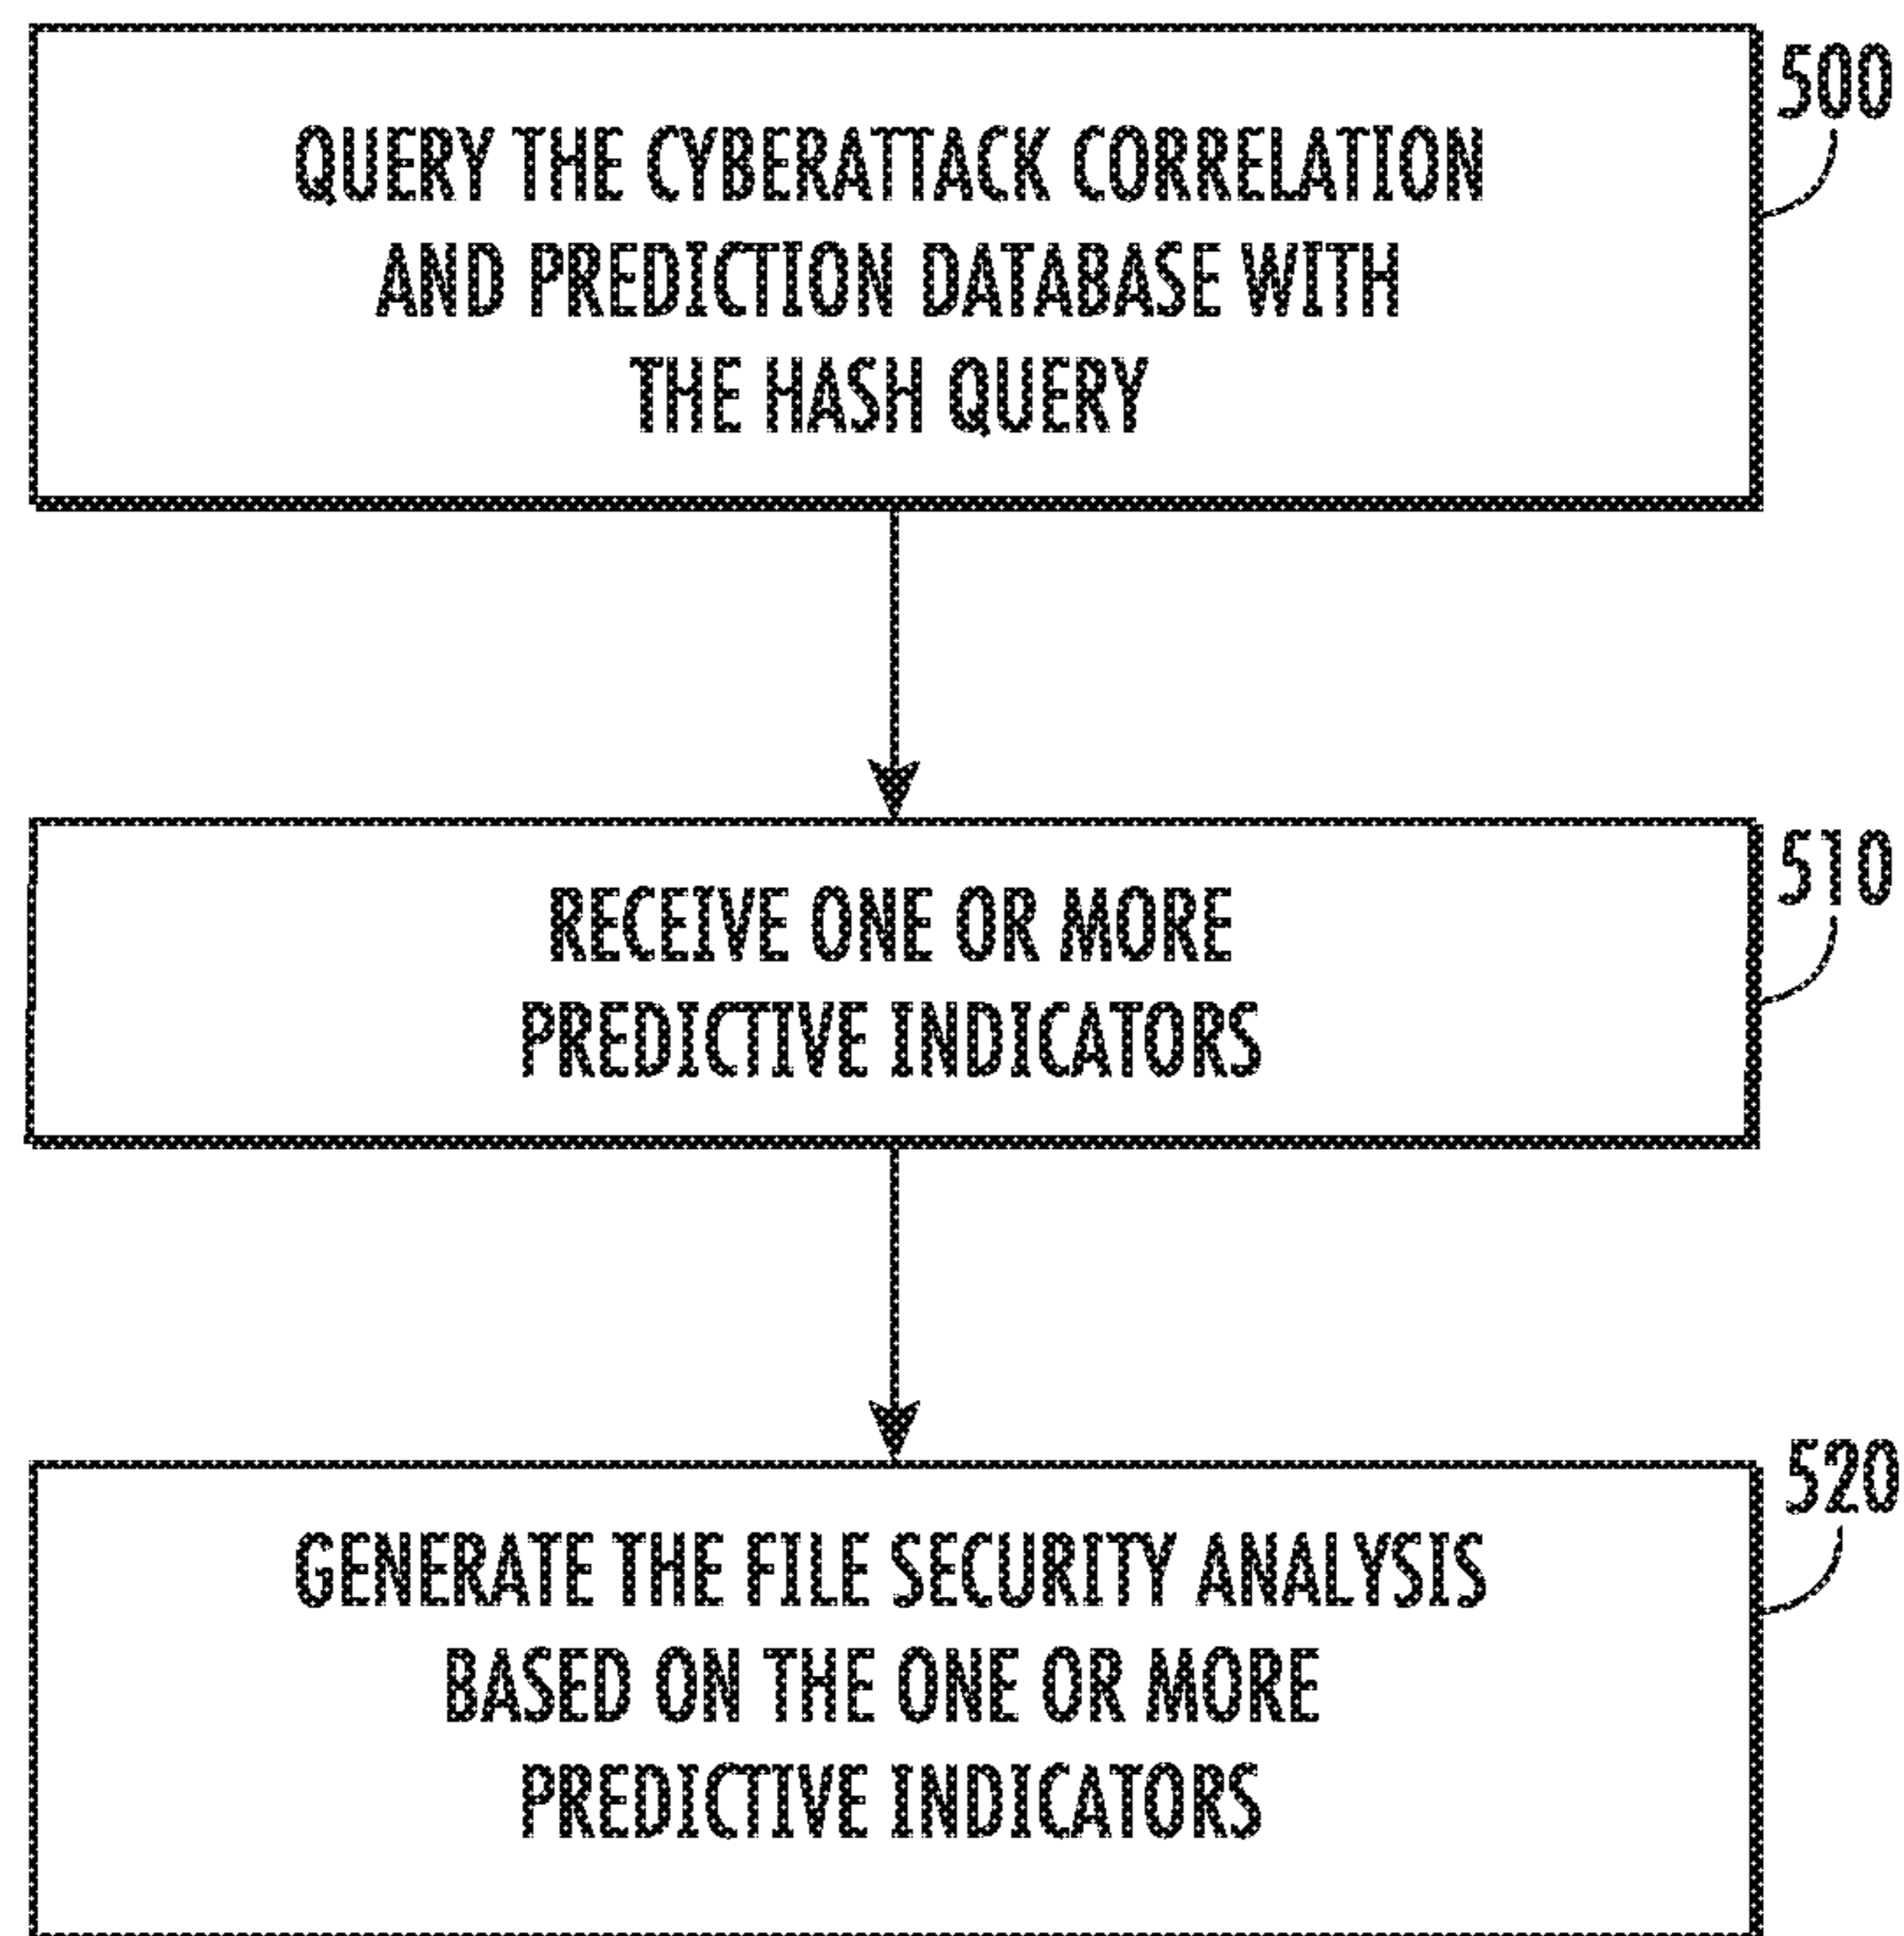 500
QUERY THE CYBERATTACK CORRELATION
AND PREDICTION DATABASE WITH
THE HASH QUERY
510
RECEIVE ONE OR MORE
PREDICTIVE INDICATORS
520
GENERATE THE FILE SECURITY ANALYSIS
BASED ON THE ONE OR MORE
PREDICTIVE INDICATORS